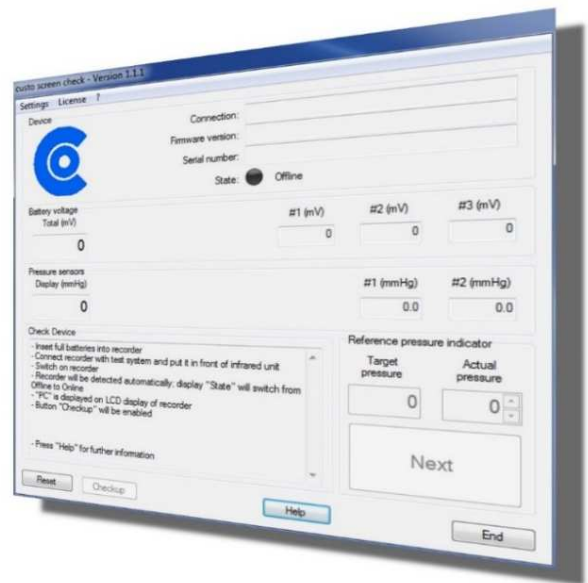 custo screen check - Version 1.1.1
Settings License ?
Device
Connection:
Firmware version:
Serial number:
State: Offline
Battery voltage
Total (mV)
0
#1 (mV) #2 (mV) #3 (mV)
0 0 0
Pressure sensors
Display (mmHg)
0
#1 (mmHg) #2 (mmHg)
0.0 0.0
Check Device
- Insert full batteries into recorder
- Connect recorder with test system and put it in front of infrared unit
- Switch on recorder
- Recorder will be detected automatically; display "State" will switch from
Offline to Online
- "PC" is displayed on LCD display of recorder
- Button "Checkup" will be enabled
- Press "Help" for further information
Reference pressure indicator
Target
pressure
Actual
pressure
0 0
Next
Reset Checkup
Help
End